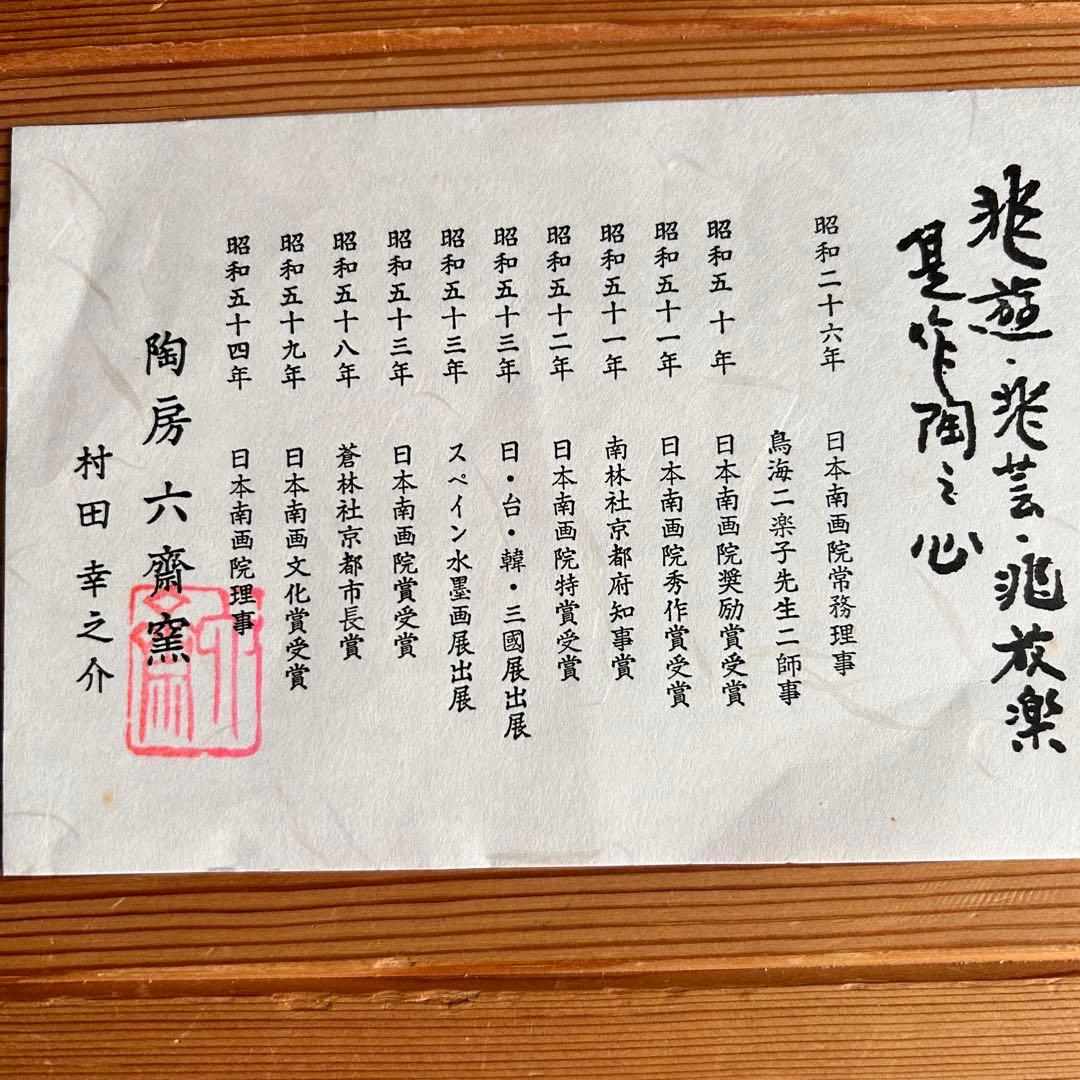 非遊・非芸・非放楽
是作陶之心
昭和二十六年 日本南画院常務理事
鳥海二楽子先生ニ師事
昭和五十年 日本南画院奨励賞受賞
昭和五十一年 日本南画院秀作賞受賞
昭和五十一年 南林社京都府知事賞
昭和五十二年 日本南画院特賞受賞
昭和五十三年 日・台・韓・三國展出展
昭和五十三年 スペイン水墨画展出展
昭和五十三年 日本南画院賞受賞
昭和五十八年 蒼林社京都市長賞
昭和五十九年 日本南画文化賞受賞
昭和五十四年 日本南画院理事
陶房六齋窯
村田幸之介